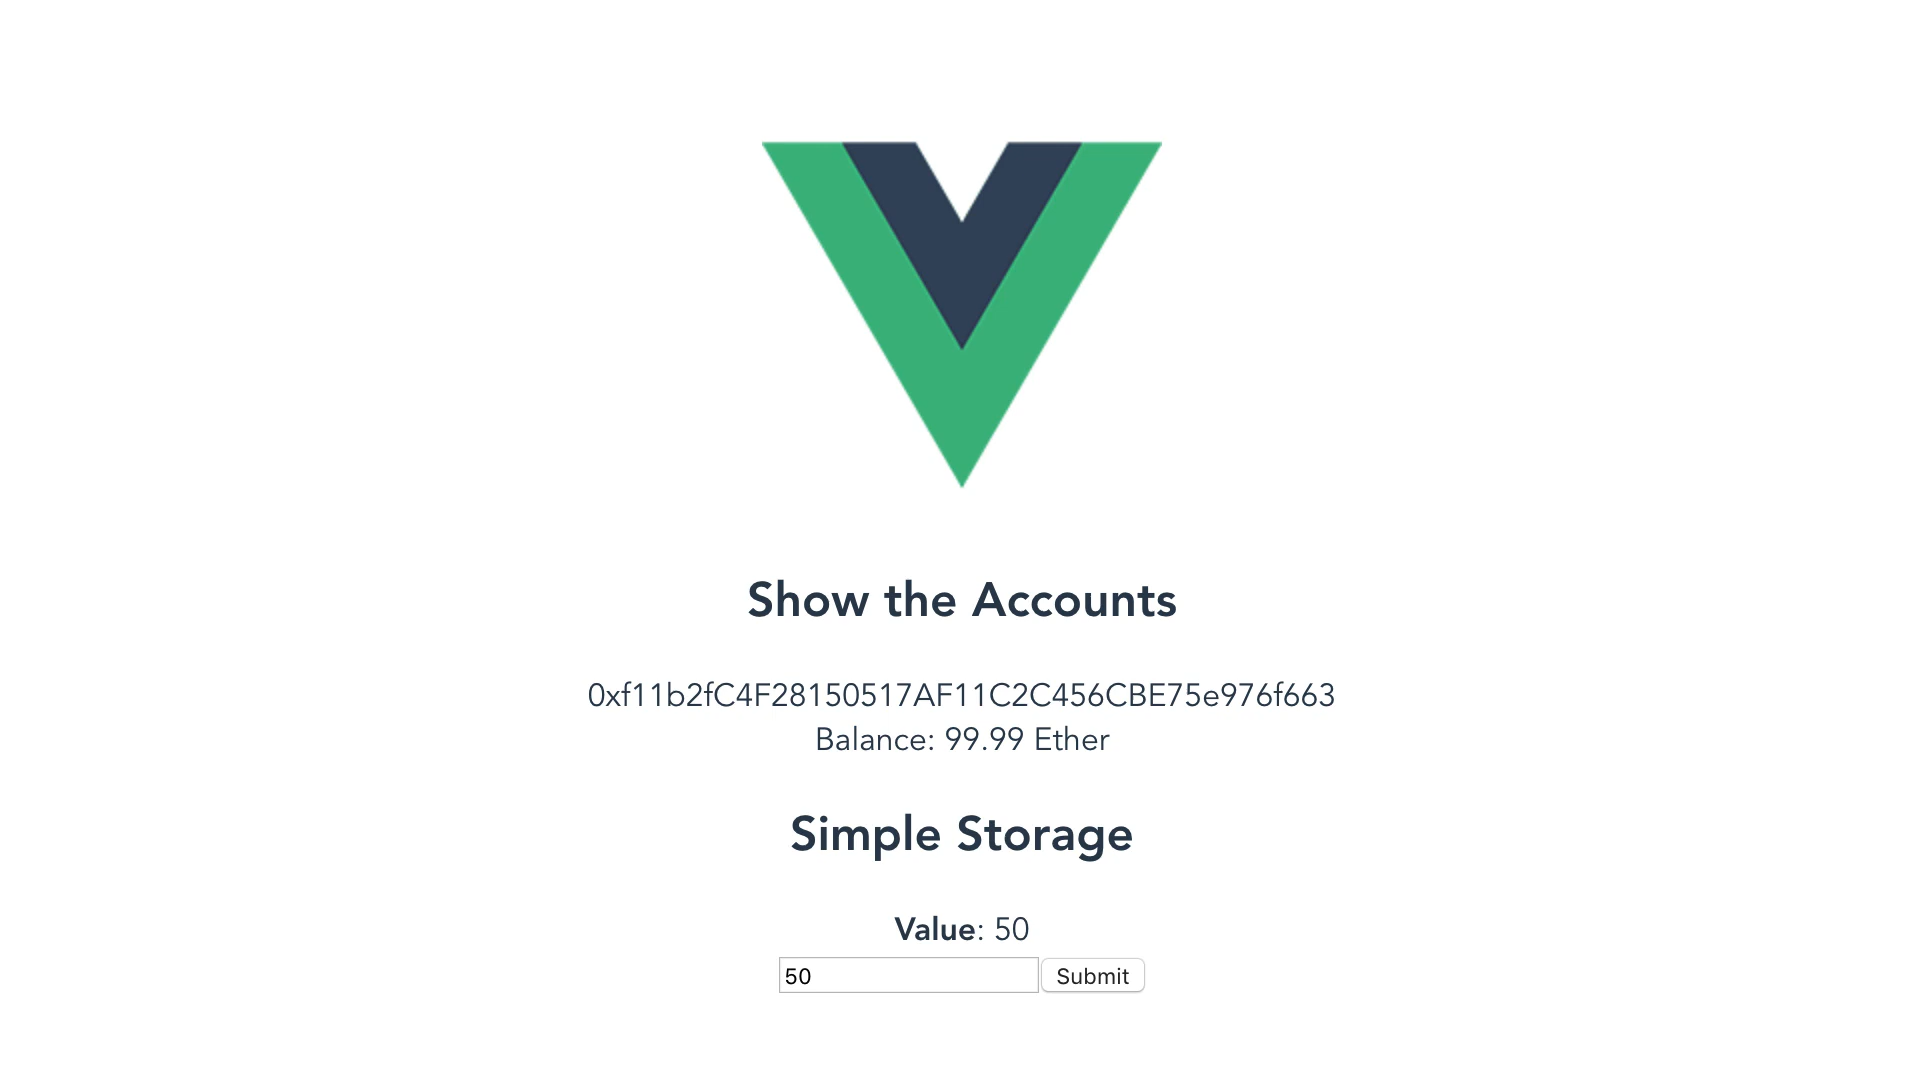 Show the Accounts
0xf11b2fC4F28150517AF11C2C456CBE75e976f663
Balance: 99.99 Ether
Simple Storage
Value: 50
50 Submit